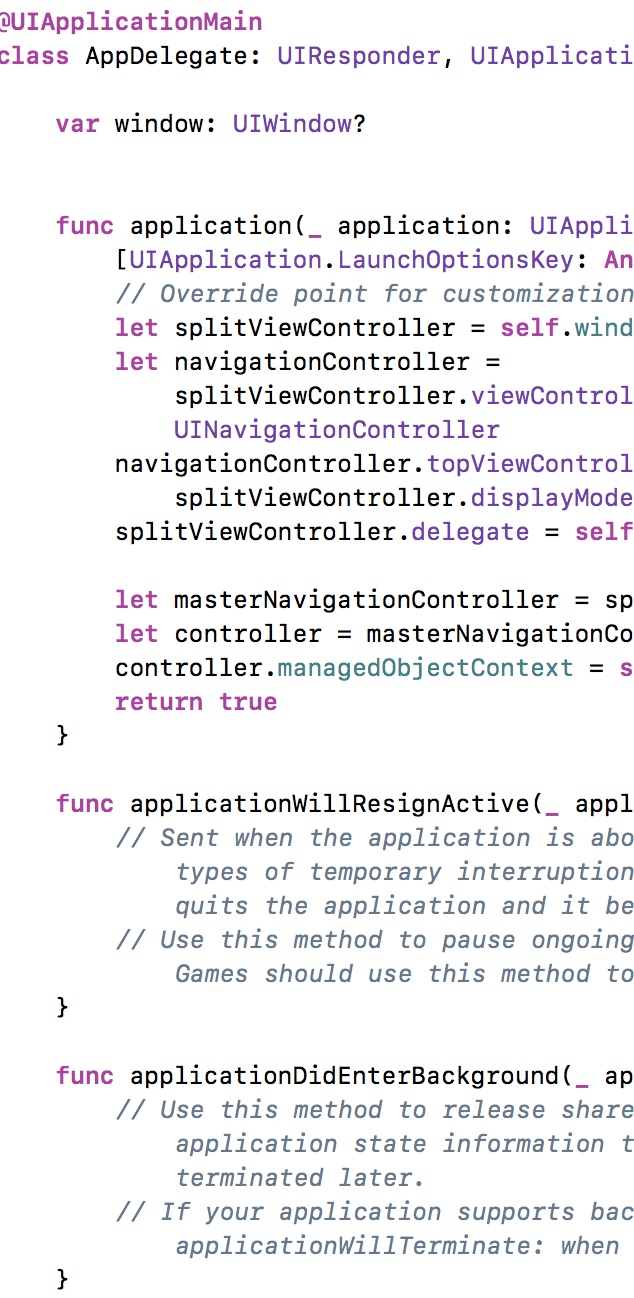 @UIApplicationMain
class AppDelegate: UIResponder, UIApplicati
var window: UIWindow?
func application(_ application: UIAppli
[UIApplication.LaunchOptionsKey: An
// Override point for customization
let splitViewController = self.wind
let navigationController =
splitViewController.viewControl
UINavigationController
navigationController.topViewControl
splitViewController.displayMode
splitViewController.delegate = self
let masterNavigationController = sp
let controller = masterNavigationCo
controller.managedObjectContext = s
return true
}
func applicationWillResignActive(_ appl
// Sent when the application is abo
types of temporary interruption
quits the application and it be
// Use this method to pause ongoing
Games should use this method to
}
func applicationDidEnterBackground(_ ap
// Use this method to release share
application state information t
terminated later.
// If your application supports bac
applicationWillTerminate: when
}